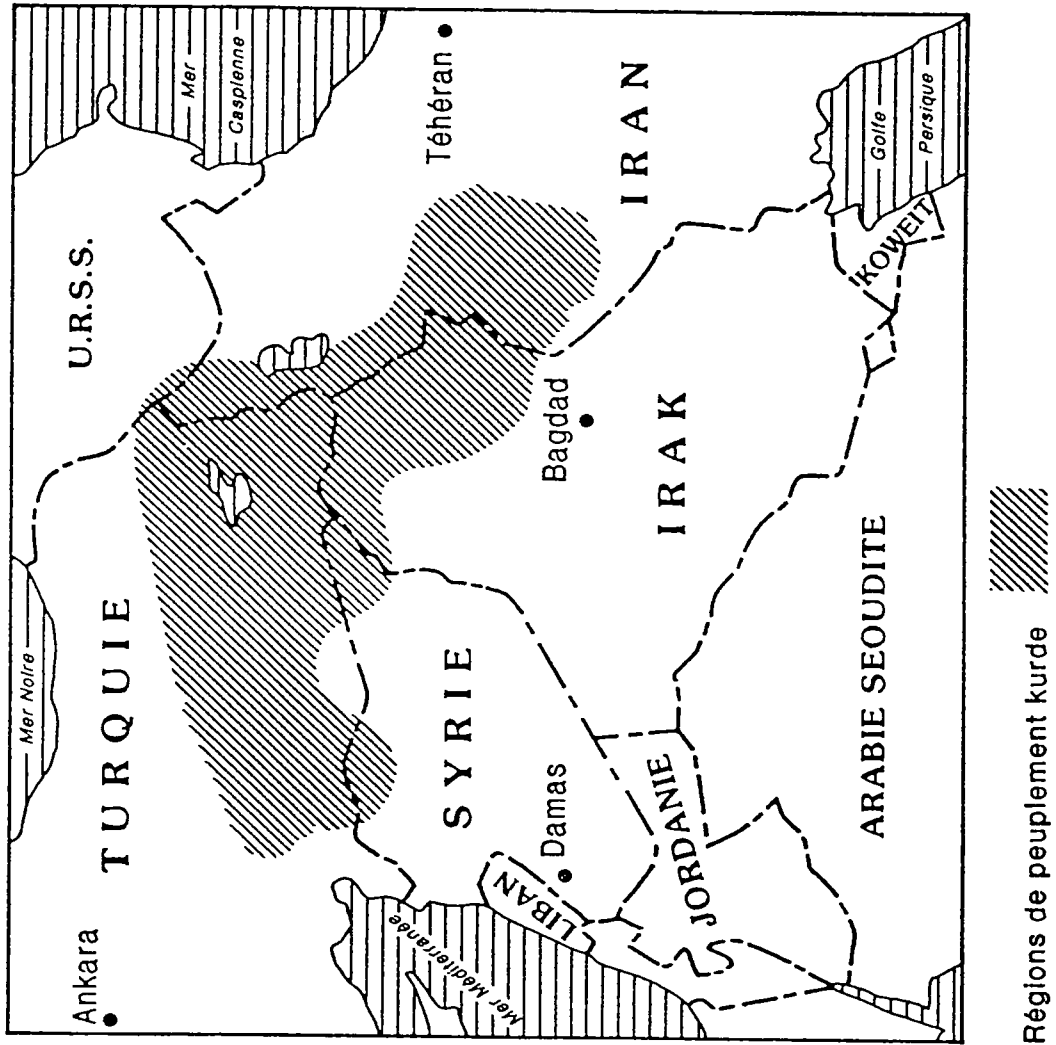 Ankara
Mer Noire
TURQUIE
U.R.S.S.
Mer
Caspienne
Téhéran
IRAN
Mer Méditerranée
SYRIE
LIBAN
Damas
Bagdad
IRAK
JORDANIE
ARABIE SEOUDITE
KOWEIT
Golfe
Persique
Régions de peuplement kurde